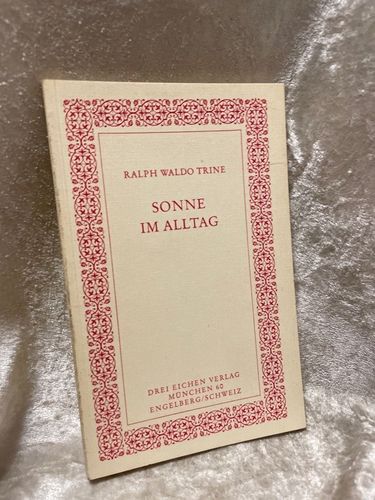 RALPH WALDO TRINE
SONNE
IM ALLTAG
DREI EICHEN VERLAG
MÜNCHEN 60
ENGELBERG/SCHWEIZ